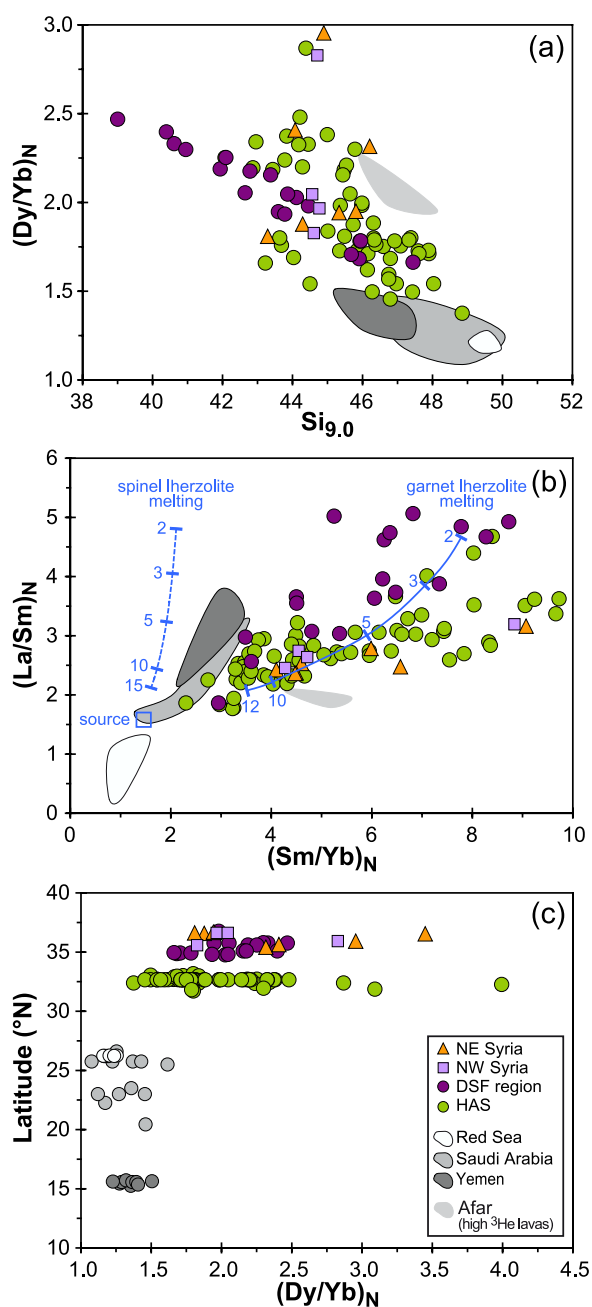 (a)
(Dy/Yb)N
3.0
2.5
2.0
1.5
1.0
38 40 42 44 46 48 50 52
Si9.0
(b)
(La/Sm)N
6
5
4
3
2
1
0
spinel lherzolite
melting
2
3
5
10
15
source
garnet lherzolite
melting
2
3
5
10
12
0 2 4 6 8 10
(Sm/Yb)N
(c)
Latitude (°N)
40
35
30
25
20
15
10
NE Syria
NW Syria
DSF region
HAS
Red Sea
Saudi Arabia
Yemen
Afar
(high ³He lavas)
1.0 1.5 2.0 2.5 3.0 3.5 4.0 4.5
(Dy/Yb)N